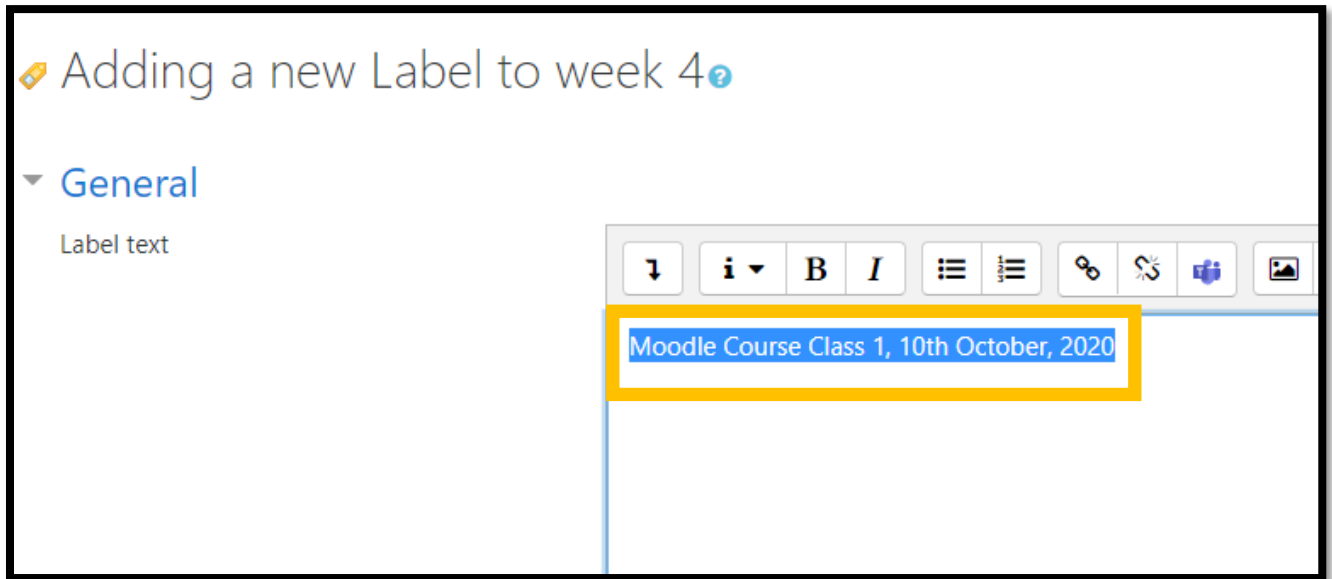 Adding a new Label to week 4
General
Label text
Moodle Course Class 1, 10th October, 2020